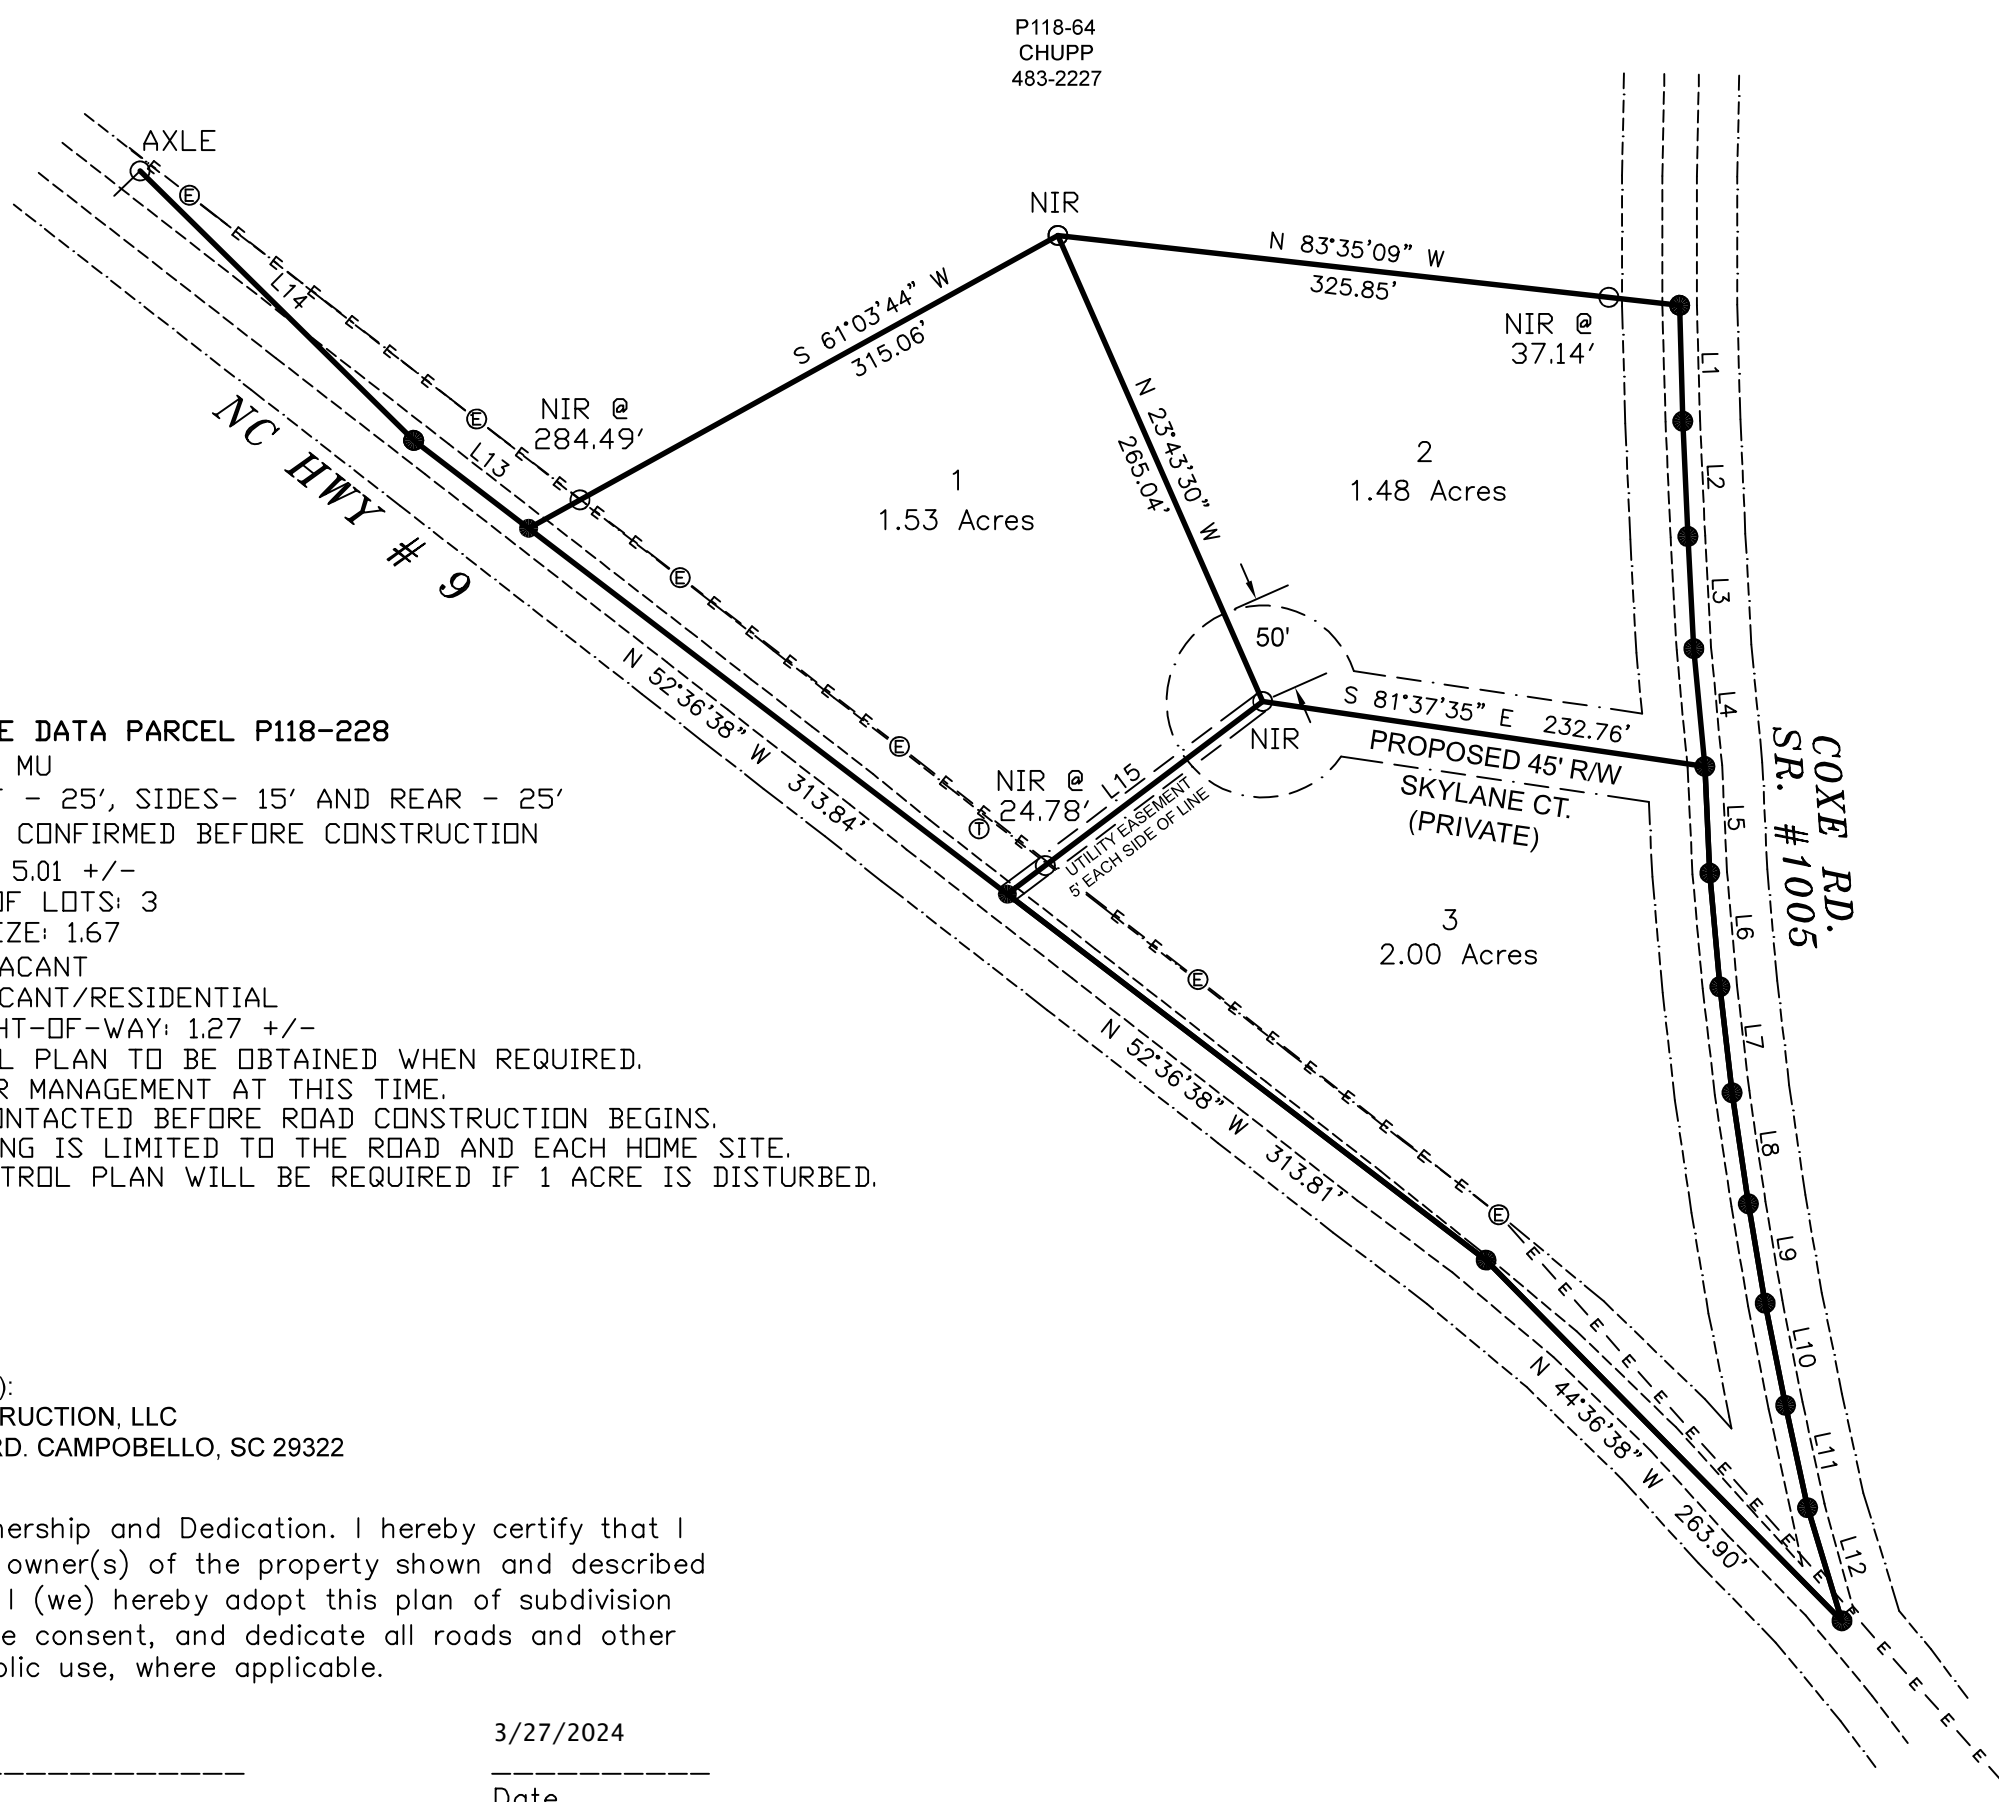 P118-64
CHUPP
483-2227
AXLE
NIR
N 83°35'09" W
325.85'
NIR @
37.14'
S 61°03'44" W
315.06'
L14
NIR @
284.49'
L13
NC HWY # 9
1
1.53 Acres
N 23°43'30" W
265.04'
2
1.48 Acres
L1
L2
L3
L4
L5
L6
L7
L8
L9
L10
L11
L12
50'
NIR
S 81°37'35" E 232.76'
PROPOSED 45' R/W
SKYLANE CT.
(PRIVATE)
COXE RD.
SR. #1005
N 52°36'38" W 313.84'
NIR @
24.78'
L15
UTILITY EASEMENT
5' EACH SIDE OF LINE
T
E
3
2.00 Acres
N 52°36'38" W 313.81'
N 44°36'38" W 263.90'
E DATA PARCEL P118-228
MU
T - 25', SIDES- 15' AND REAR - 25'
CONFIRMED BEFORE CONSTRUCTION
5.01 +/-
OF LOTS: 3
IZE: 1.67
ACANT
CANT/RESIDENTIAL
HT-OF-WAY: 1.27 +/-
L PLAN TO BE OBTAINED WHEN REQUIRED.
R MANAGEMENT AT THIS TIME.
ONTACTED BEFORE ROAD CONSTRUCTION BEGINS.
NG IS LIMITED TO THE ROAD AND EACH HOME SITE.
TROL PLAN WILL BE REQUIRED IF 1 ACRE IS DISTURBED.
):
RUCTION, LLC
RD. CAMPOBELLO, SC 29322
nership and Dedication. I hereby certify that I
owner(s) of the property shown and described
I (we) hereby adopt this plan of subdivision
e consent, and dedicate all roads and other
blic use, where applicable.
3/27/2024
Date